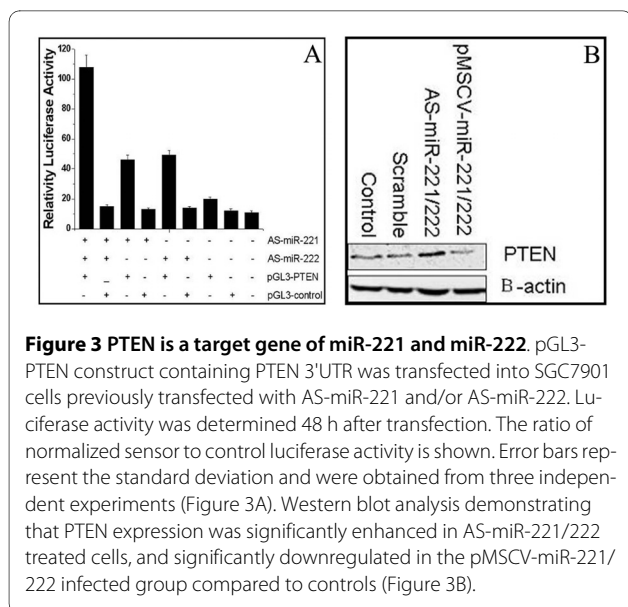 A
Relativity Luciferase Activity
120
100
80
60
40
20
0
+ + + + - - - - - AS-miR-221
+ + - - + + - - - AS-miR-222
+ _ + - + - + - - pGL3-PTEN
- + - + - + - + - pGL3-control
B
Control
Scramble
AS-miR-221/222
pMSCV-miR-221/222
PTEN
B-actin
Figure 3 PTEN is a target gene of miR-221 and miR-222. pGL3-
PTEN construct containing PTEN 3'UTR was transfected into SGC7901
cells previously transfected with AS-miR-221 and/or AS-miR-222. Lu-
ciferase activity was determined 48 h after transfection. The ratio of
normalized sensor to control luciferase activity is shown. Error bars rep-
resent the standard deviation and were obtained from three indepen-
dent experiments (Figure 3A). Western blot analysis demonstrating
that PTEN expression was significantly enhanced in AS-miR-221/222
treated cells, and significantly downregulated in the pMSCV-miR-221/
222 infected group compared to controls (Figure 3B).